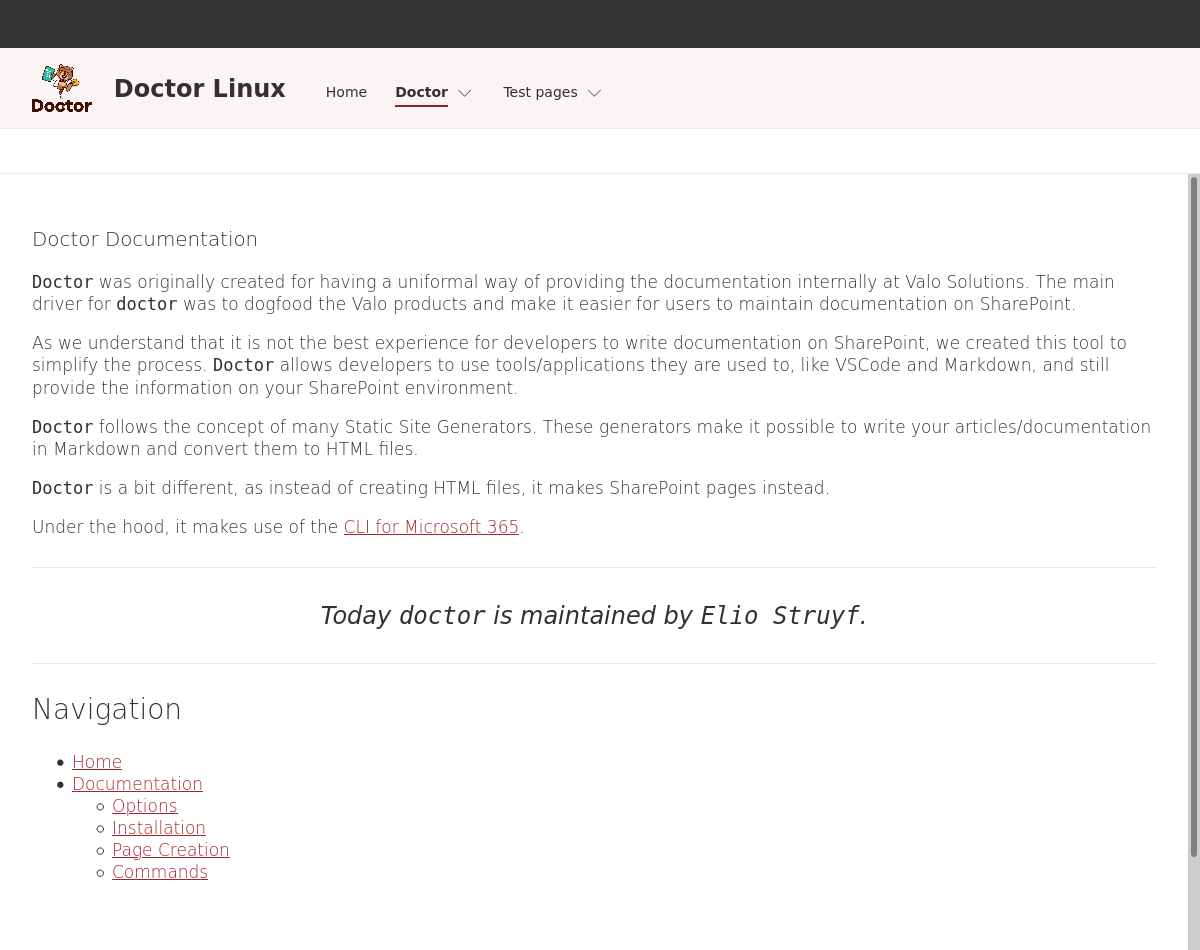 Doctor
Doctor Linux
Home
Doctor
Test pages
Doctor Documentation
Doctor was originally created for having a uniformal way of providing the documentation internally at Valo Solutions. The main
driver for doctor was to dogfood the Valo products and make it easier for users to maintain documentation on SharePoint.
As we understand that it is not the best experience for developers to write documentation on SharePoint, we created this tool to
simplify the process. Doctor allows developers to use tools/applications they are used to, like VSCode and Markdown, and still
provide the information on your SharePoint environment.
Doctor follows the concept of many Static Site Generators. These generators make it possible to write your articles/documentation
in Markdown and convert them to HTML files.
Doctor is a bit different, as instead of creating HTML files, it makes SharePoint pages instead.
Under the hood, it makes use of the CLI for Microsoft 365.
Today doctor is maintained by Elio Struyf.
Navigation
Home
Documentation
Options
Installation
Page Creation
Commands